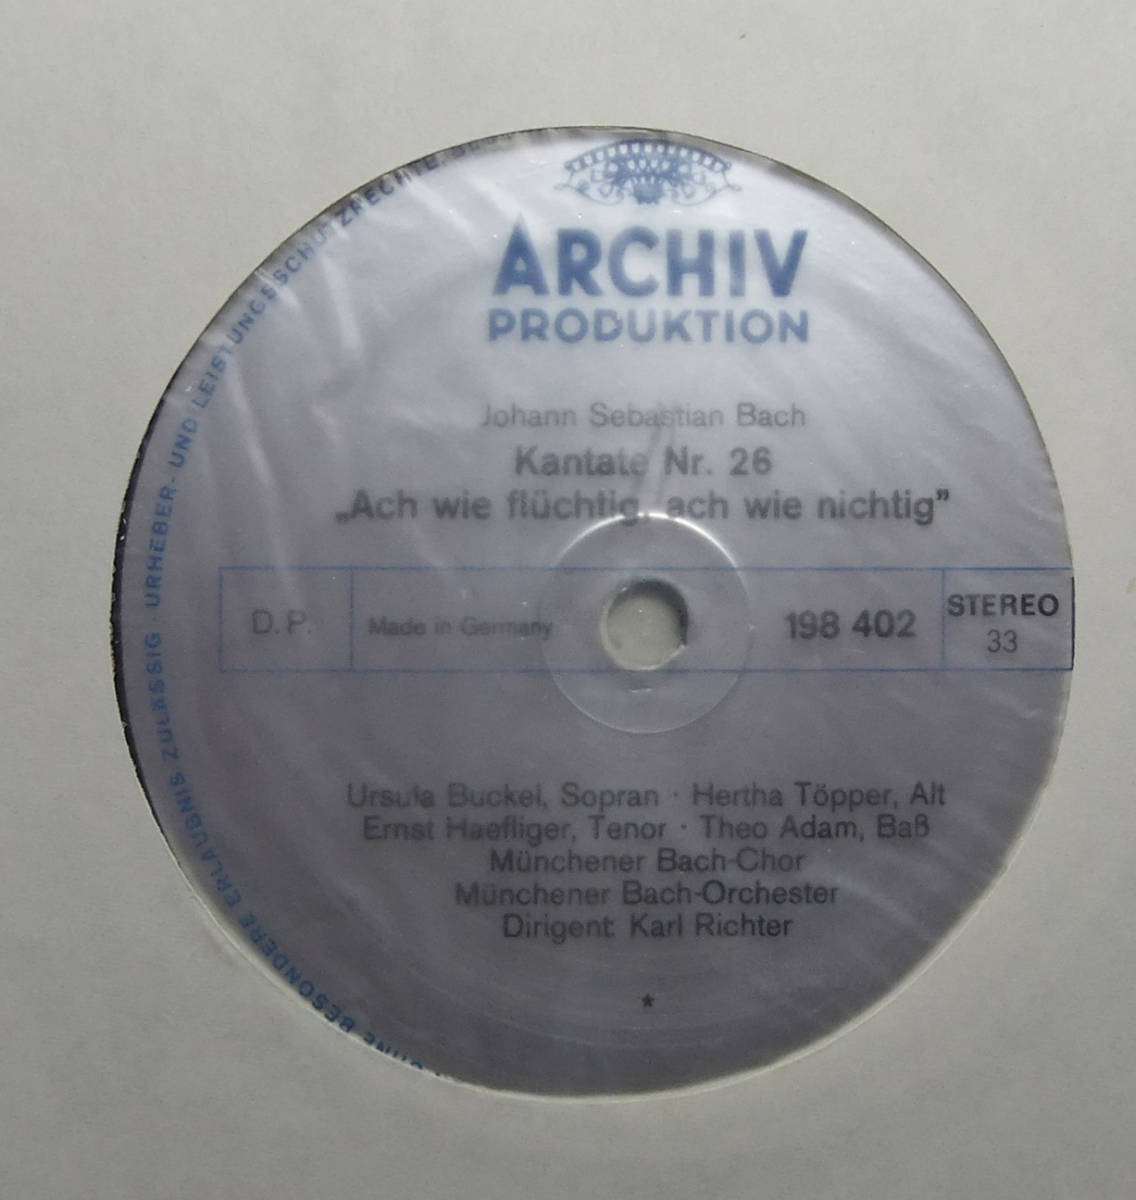 ARCHIV
PRODUKTION
Johann Sebastian Bach
Kantate Nr. 26
„Ach wie flüchtig, ach wie nichtig”
D. P.
Made in Germany
198 402
STEREO
33
Ursula Buckel, Sopran · Hertha Töpper, Alt
Ernst Haefliger, Tenor · Theo Adam, Baß
Münchener Bach-Chor
Münchener Bach-Orchester
Dirigent: Karl Richter
*
OHNE BESONDERE ERLAUBNIS ZULÄSSIG · URHEBER- UND LEISTUNGSSCHUTZRECHTE